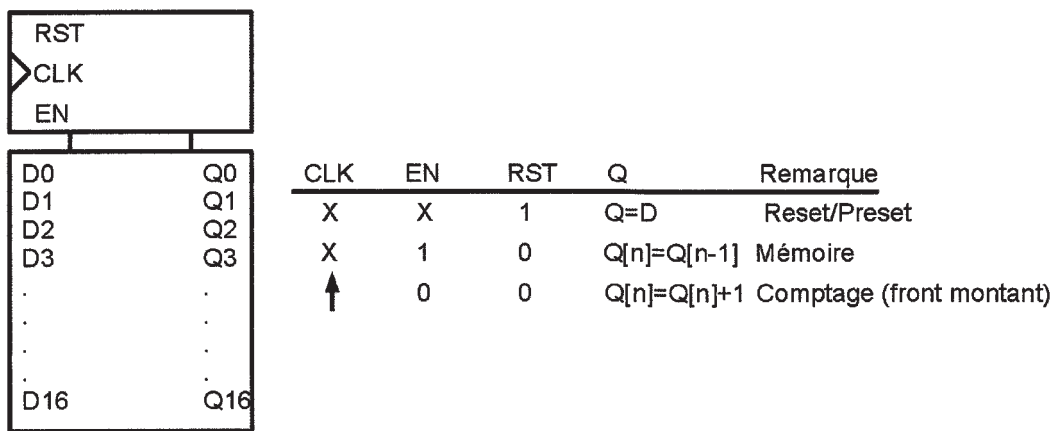 RST
CLK
EN
D0 Q0
D1 Q1
D2 Q2
D3 Q3
. .
. .
. .
. .
D16 Q16
CLK EN RST Q Remarque
X X 1 Q=D Reset/Preset
X 1 0 Q[n]=Q[n-1] Mémoire
↑ 0 0 Q[n]=Q[n]+1 Comptage (front montant)